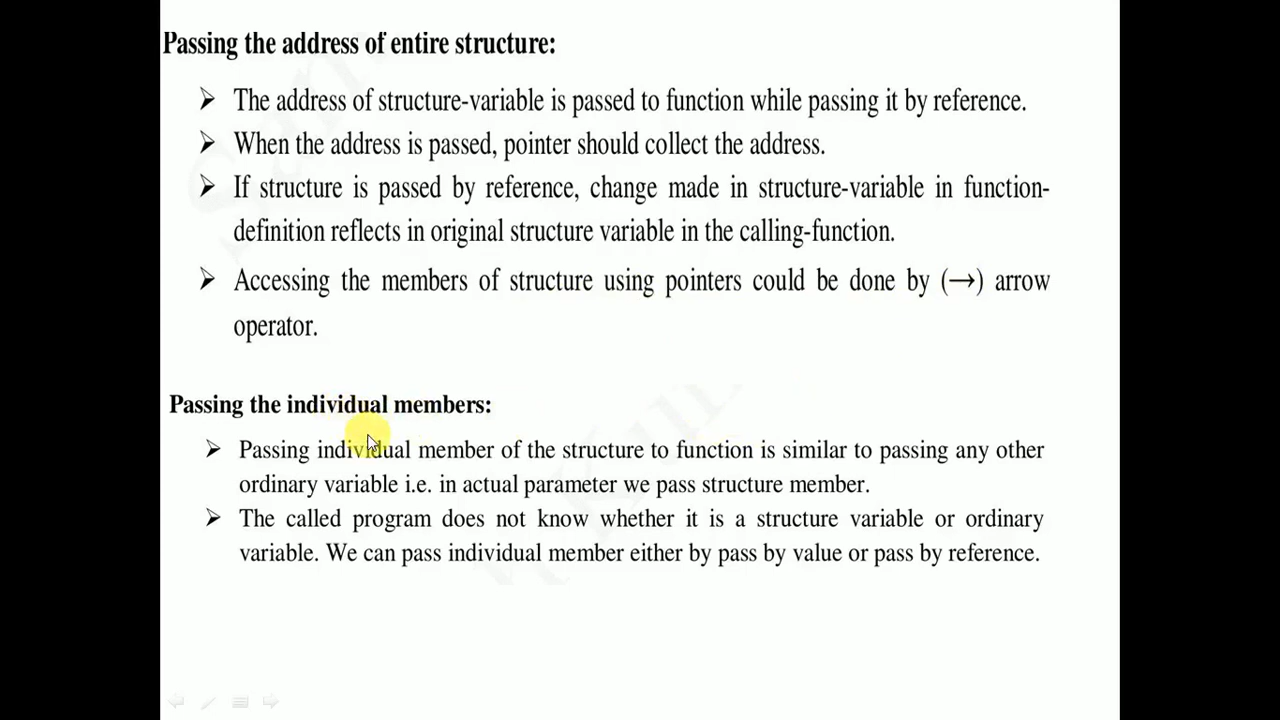 Passing the address of entire structure:
➢ The address of structure-variable is passed to function while passing it by reference.
➢ When the address is passed, pointer should collect the address.
➢ If structure is passed by reference, change made in structure-variable in function-
definition reflects in original structure variable in the calling-function.
➢ Accessing the members of structure using pointers could be done by (→) arrow
operator.
Passing the individual members:
➢ Passing individual member of the structure to function is similar to passing any other
ordinary variable i.e. in actual parameter we pass structure member.
➢ The called program does not know whether it is a structure variable or ordinary
variable. We can pass individual member either by pass by value or pass by reference.